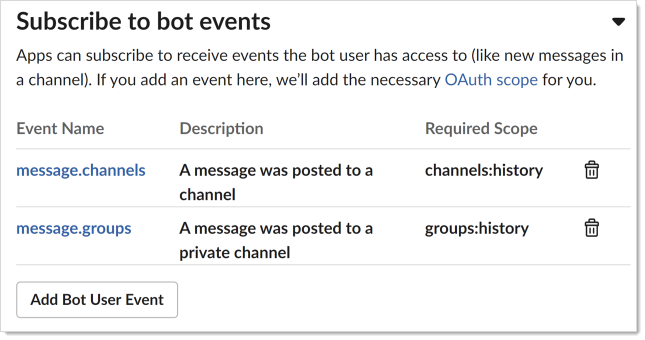 Subscribe to bot events
Apps can subscribe to receive events the bot user has access to (like new messages in
a channel). If you add an event here, we’ll add the necessary OAuth scope for you.
Event Name Description Required Scope
message.channels A message was posted to a channels:history
channel
message.groups A message was posted to a groups:history
private channel
Add Bot User Event